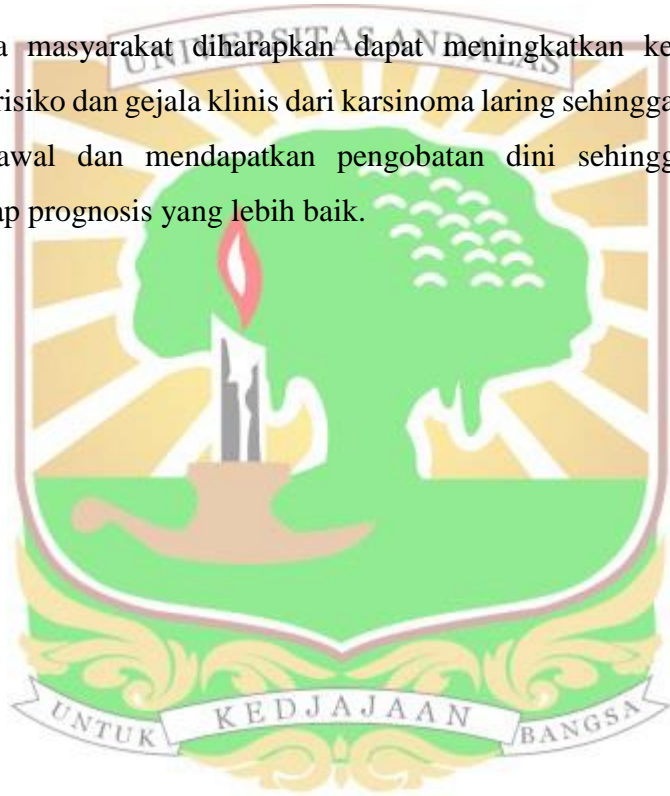 UNIVERSITAS ANDALAS
a masyarakat diharapkan dapat meningkatkan ke
risiko dan gejala klinis dari karsinoma laring sehingga
awal dan mendapatkan pengobatan dini sehingg
ap prognosis yang lebih baik.
UNTUK KEDJAJAAN BANGSA